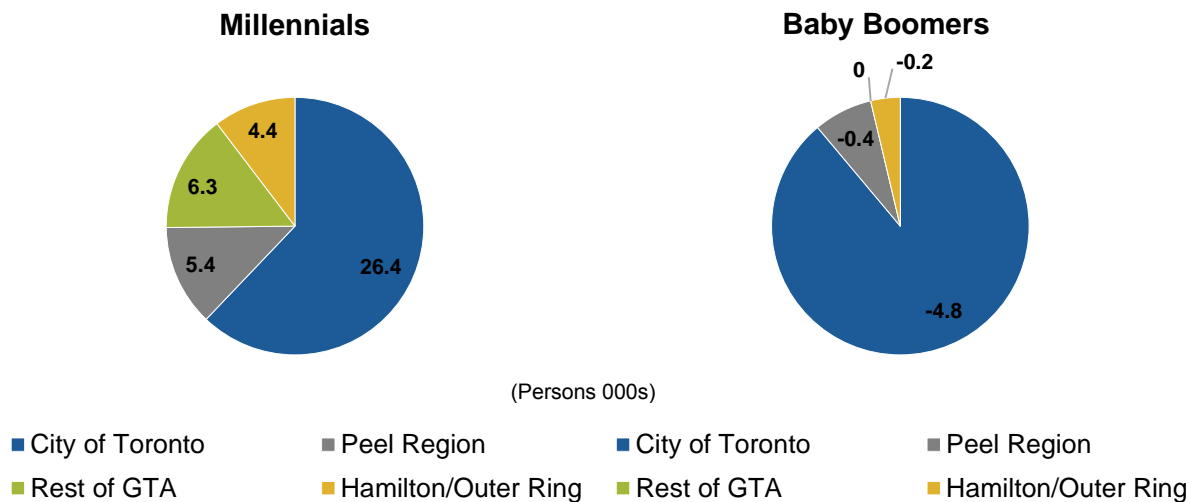 Millennials
4.4
6.3
5.4
26.4
Baby Boomers
0
-0.2
-0.4
-4.8
(Persons 000s)
City of Toronto
Peel Region
Rest of GTA
Hamilton/Outer Ring
City of Toronto
Peel Region
Rest of GTA
Hamilton/Outer Ring